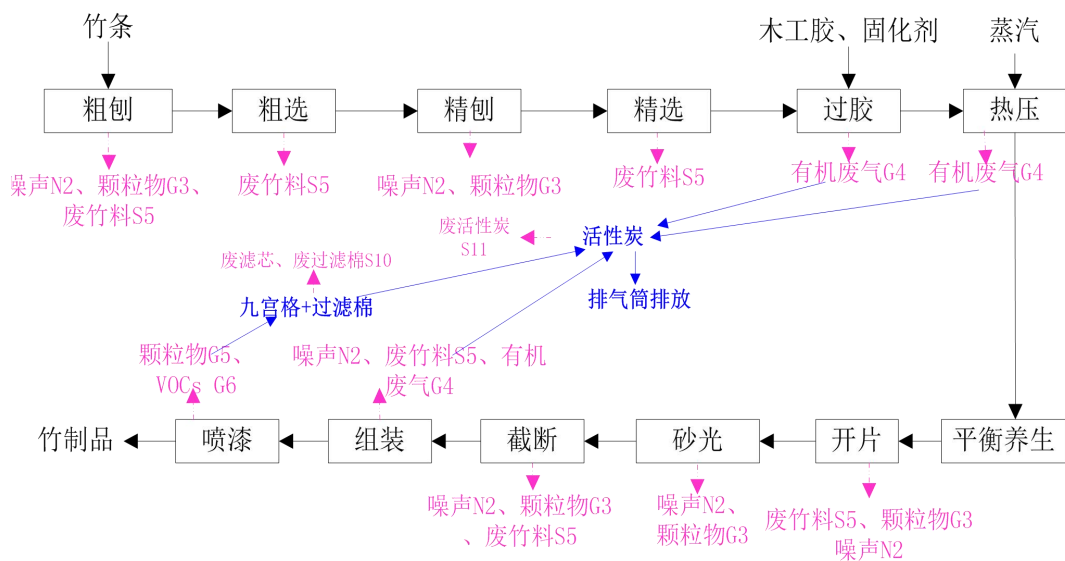 竹条
木工胶、固化剂
蒸汽
粗刨
粗选
精刨
精选
过胶
热压
噪声N2、颗粒物G3、
废竹料S5
废竹料S5
噪声N2、颗粒物G3
废竹料S5
有机废气G4
有机废气G4
废活性炭
S11
活性炭
废滤芯、废过滤棉S10
九宫格+过滤棉
排气筒排放
颗粒物G5、
VOCs G6
噪声N2、废竹料S5、有机
废气G4
竹制品
喷漆
组装
截断
砂光
开片
平衡养生
噪声N2、颗粒物G3
、废竹料S5
噪声N2、
颗粒物G3
废竹料S5、颗粒物G3
噪声N2